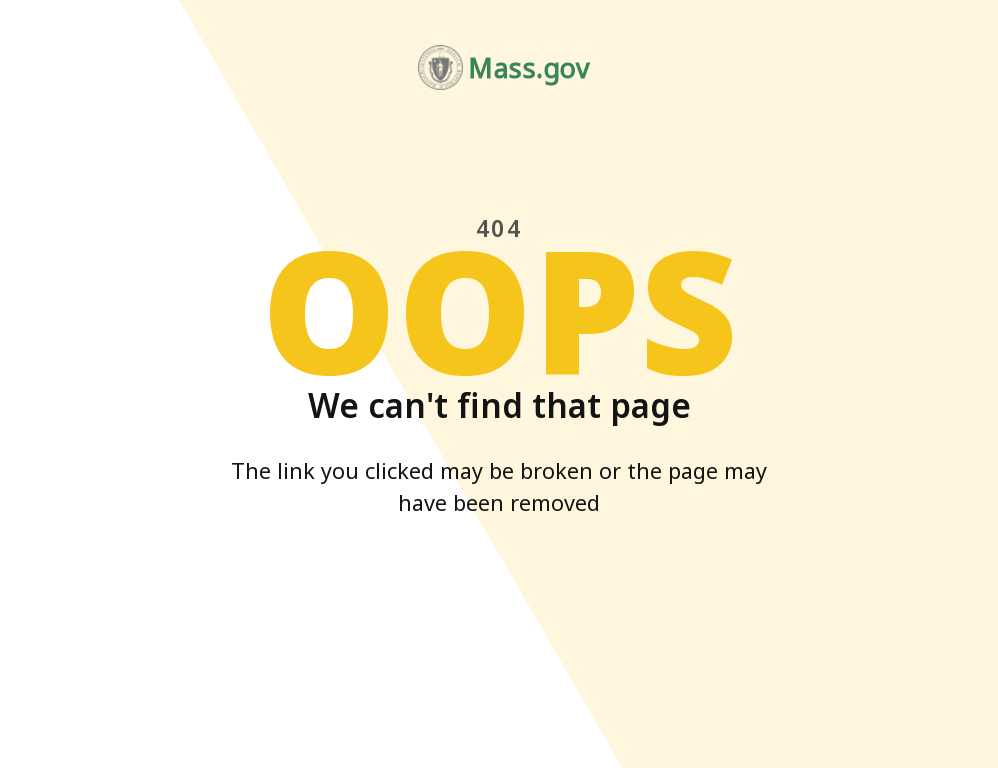 Mass.gov
404
OOPS
We can't find that page
The link you clicked may be broken or the page may
have been removed